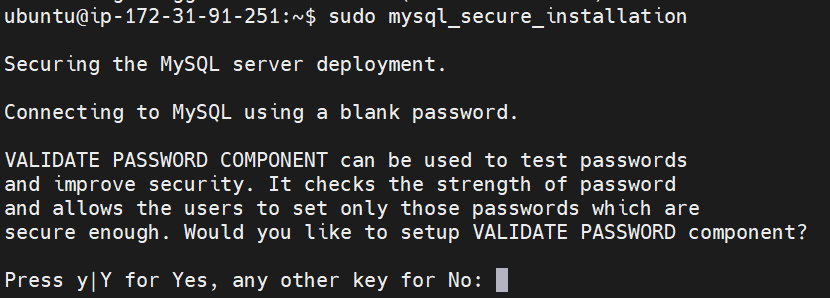 ubuntu@ip-172-31-91-251:~$ sudo mysql_secure_installation
Securing the MySQL server deployment.
Connecting to MySQL using a blank password.
VALIDATE PASSWORD COMPONENT can be used to test passwords
and improve security. It checks the strength of password
and allows the users to set only those passwords which are
secure enough. Would you like to setup VALIDATE PASSWORD component?
Press y|Y for Yes, any other key for No: